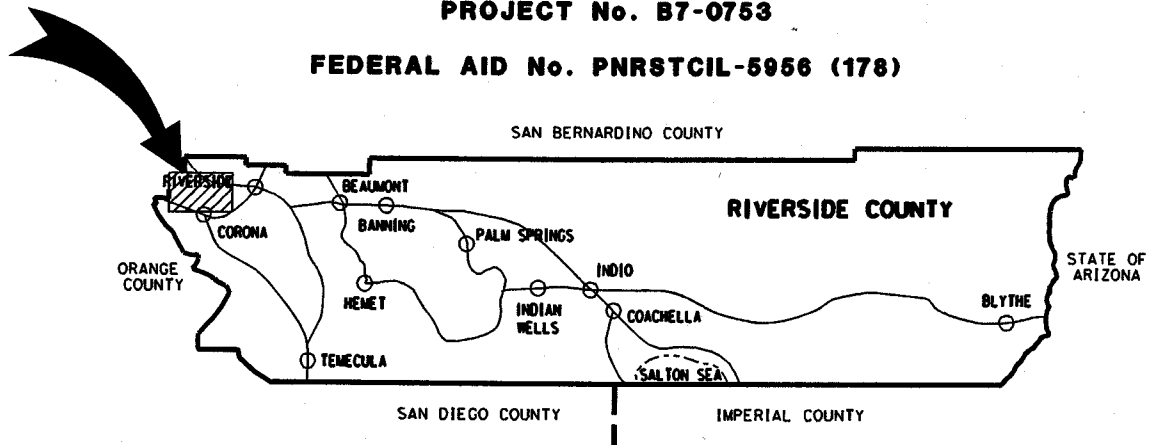 PROJECT No. B7-0753
FEDERAL AID No. PNRSTCIL-5956 (178)
SAN BERNARDINO COUNTY
RIVERSIDE
BEAUMONT
BANNING
RIVERSIDE COUNTY
CORONA
PALM SPRINGS
STATE OF
ARIZONA
ORANGE
COUNTY
HEMET
INDIO
INDIAN
WELLS
COACHELLA
BLYTHE
TEMECULA
SALTON SEA
SAN DIEGO COUNTY
IMPERIAL COUNTY